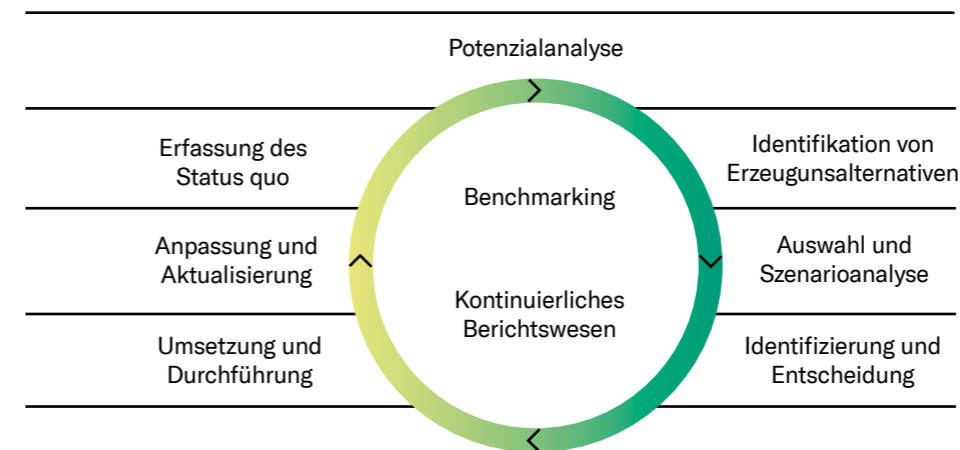 Potenzialanalyse
Erfassung des
Status quo
Identifikation von
Erzeugunsalternativen
Benchmarking
Anpassung und
Aktualisierung
Auswahl und
Szenarioanalyse
Kontinuierliches
Berichtswesen
Umsetzung und
Durchführung
Identifizierung und
Entscheidung